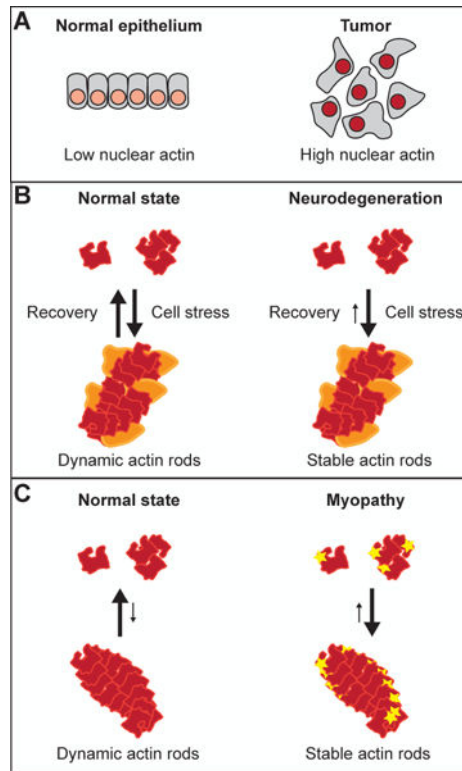 A
Normal epithelium
Tumor
Low nuclear actin
High nuclear actin
B
Normal state
Neurodegeneration
Recovery
Cell stress
Recovery
Cell stress
Dynamic actin rods
Stable actin rods
C
Normal state
Myopathy
Dynamic actin rods
Stable actin rods